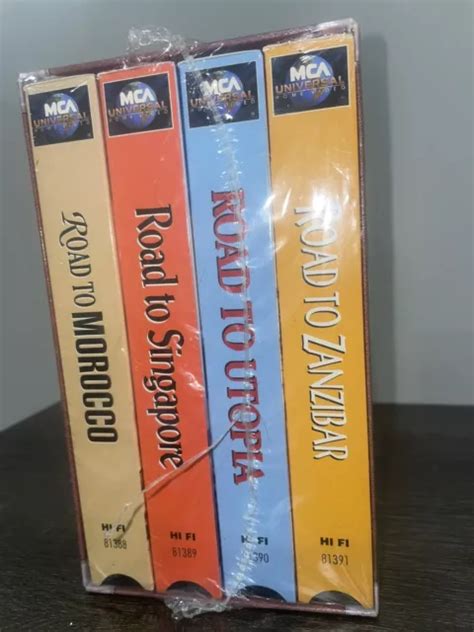 MCA
UNIVERSAL
ROAD TO MOROCCO
HI FI
81388
MCA
UNIVERSAL
Road to Singapore
HI FI
81389
MCA
UNIVERSAL
ROAD TO UTOPIA
HI FI
390
MCA
UNIVERSAL
ROAD TO ZANZIBAR
HI FI
81391